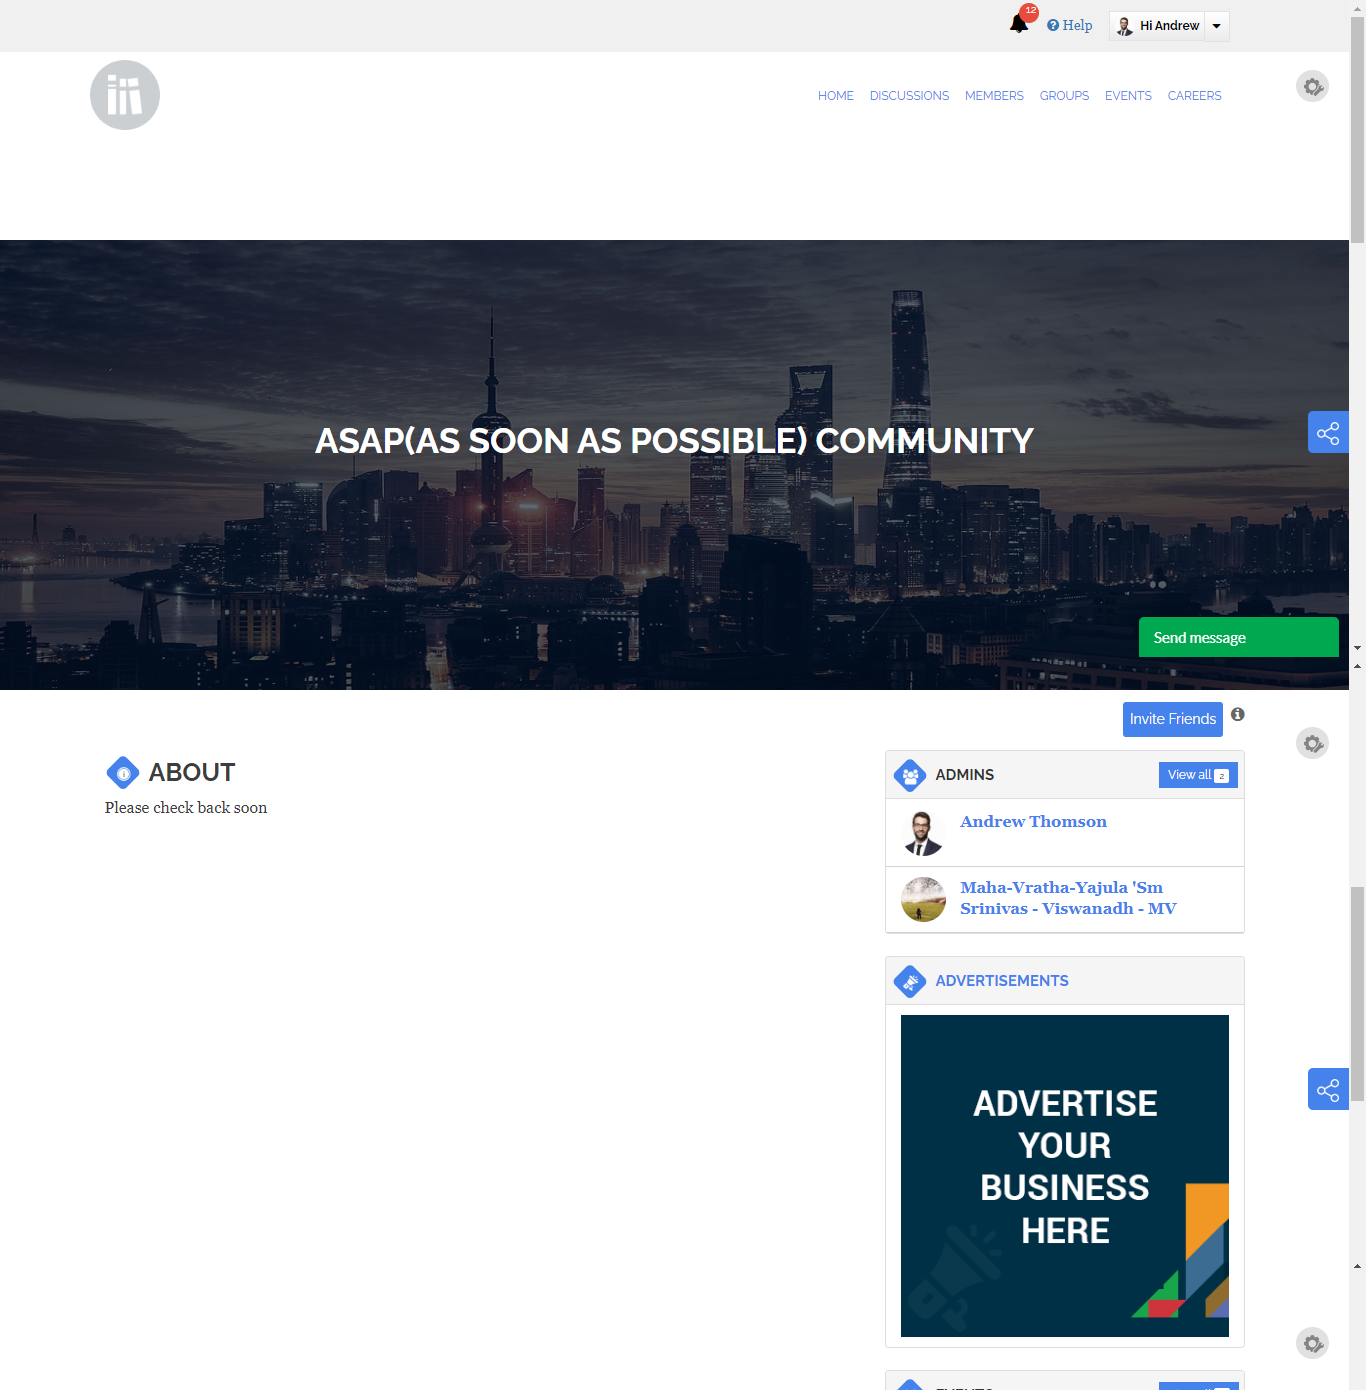 12
Help
Hi Andrew
HOME DISCUSSIONS MEMBERS GROUPS EVENTS CAREERS
ASAP(AS SOON AS POSSIBLE) COMMUNITY
Send message
Invite Friends
ABOUT
Please check back soon
ADMINS
View all 2
Andrew Thomson
Maha-Vratha-Yajula 'Sm
Srinivas - Viswanadh - MV
ADVERTISEMENTS
ADVERTISE
YOUR
BUSINESS
HERE